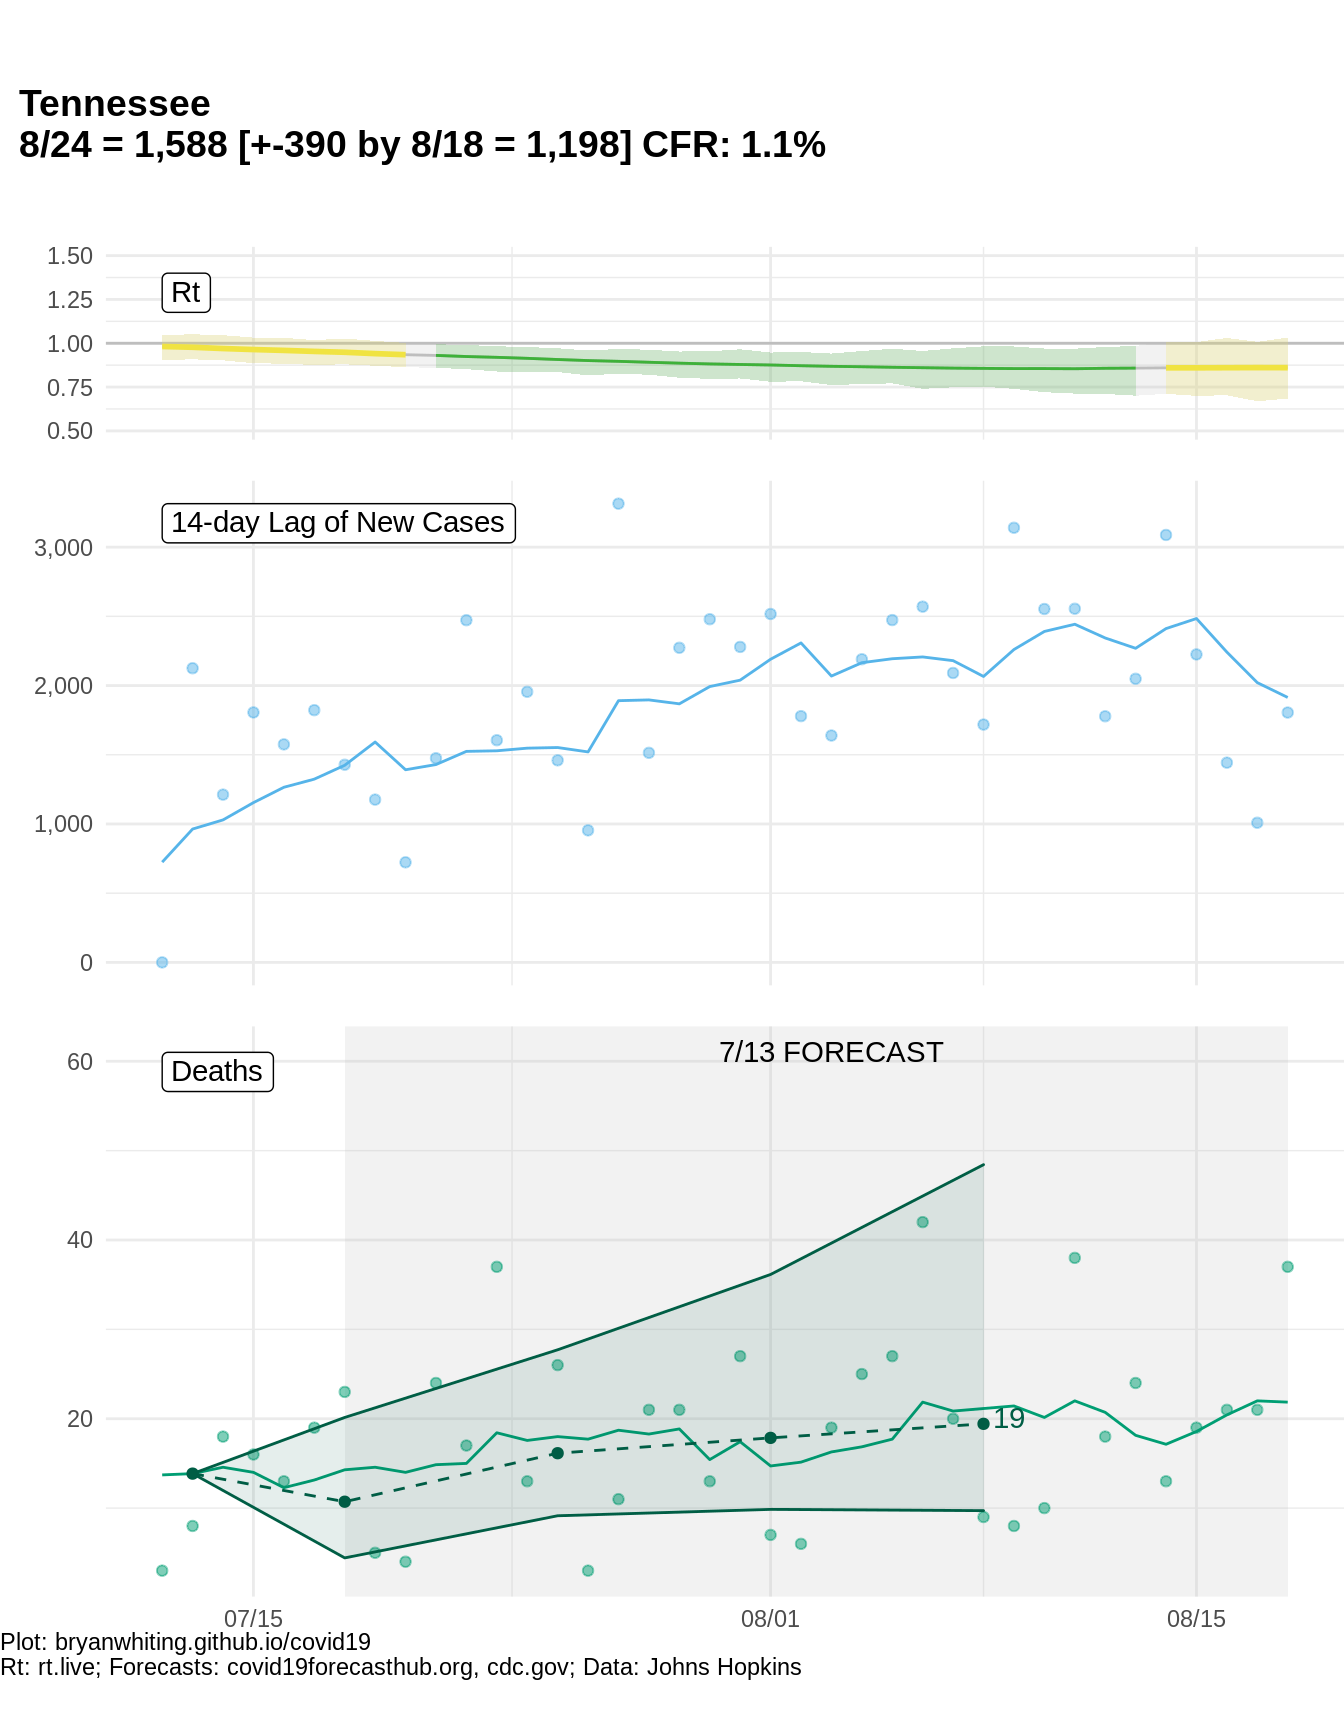 Tennessee
8/24 = 1,588 [+-390 by 8/18 = 1,198] CFR: 1.1%
1.50
Rt
1.25
1.00
0.75
0.50
14-day Lag of New Cases
3,000
2,000
1,000
0
7/13 FORECAST
60
Deaths
40
20
19
07/15
08/01
08/15
Plot: bryanwhiting.github.io/covid19
Rt: rt.live; Forecasts: covid19forecasthub.org, cdc.gov; Data: Johns Hopkins